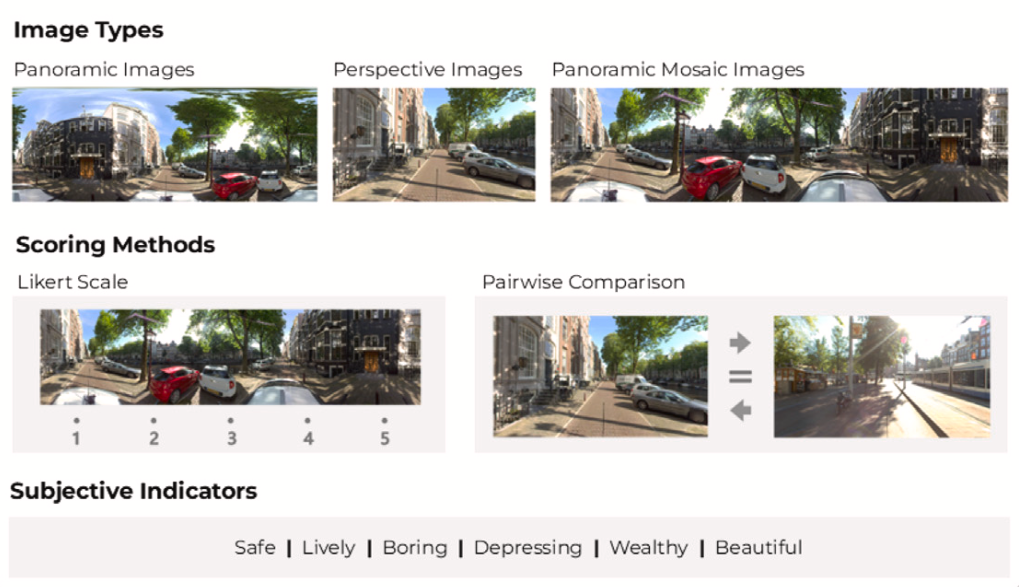 Image Types
Panoramic Images
Perspective Images
Panoramic Mosaic Images
Scoring Methods
Likert Scale
Pairwise Comparison
1 2 3 4 5
Subjective Indicators
Safe | Lively | Boring | Depressing | Wealthy | Beautiful